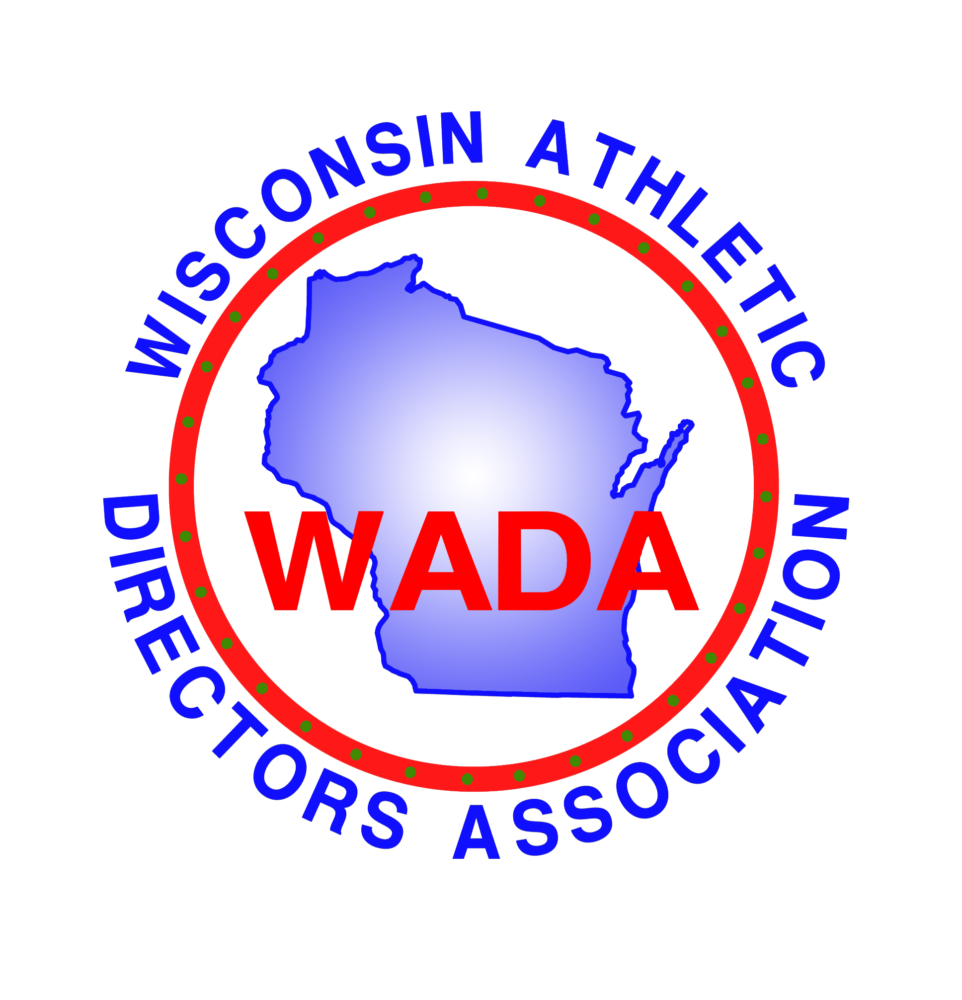 WISCONSIN ATHLETIC
WADA
DIRECTORS ASSOCIATION